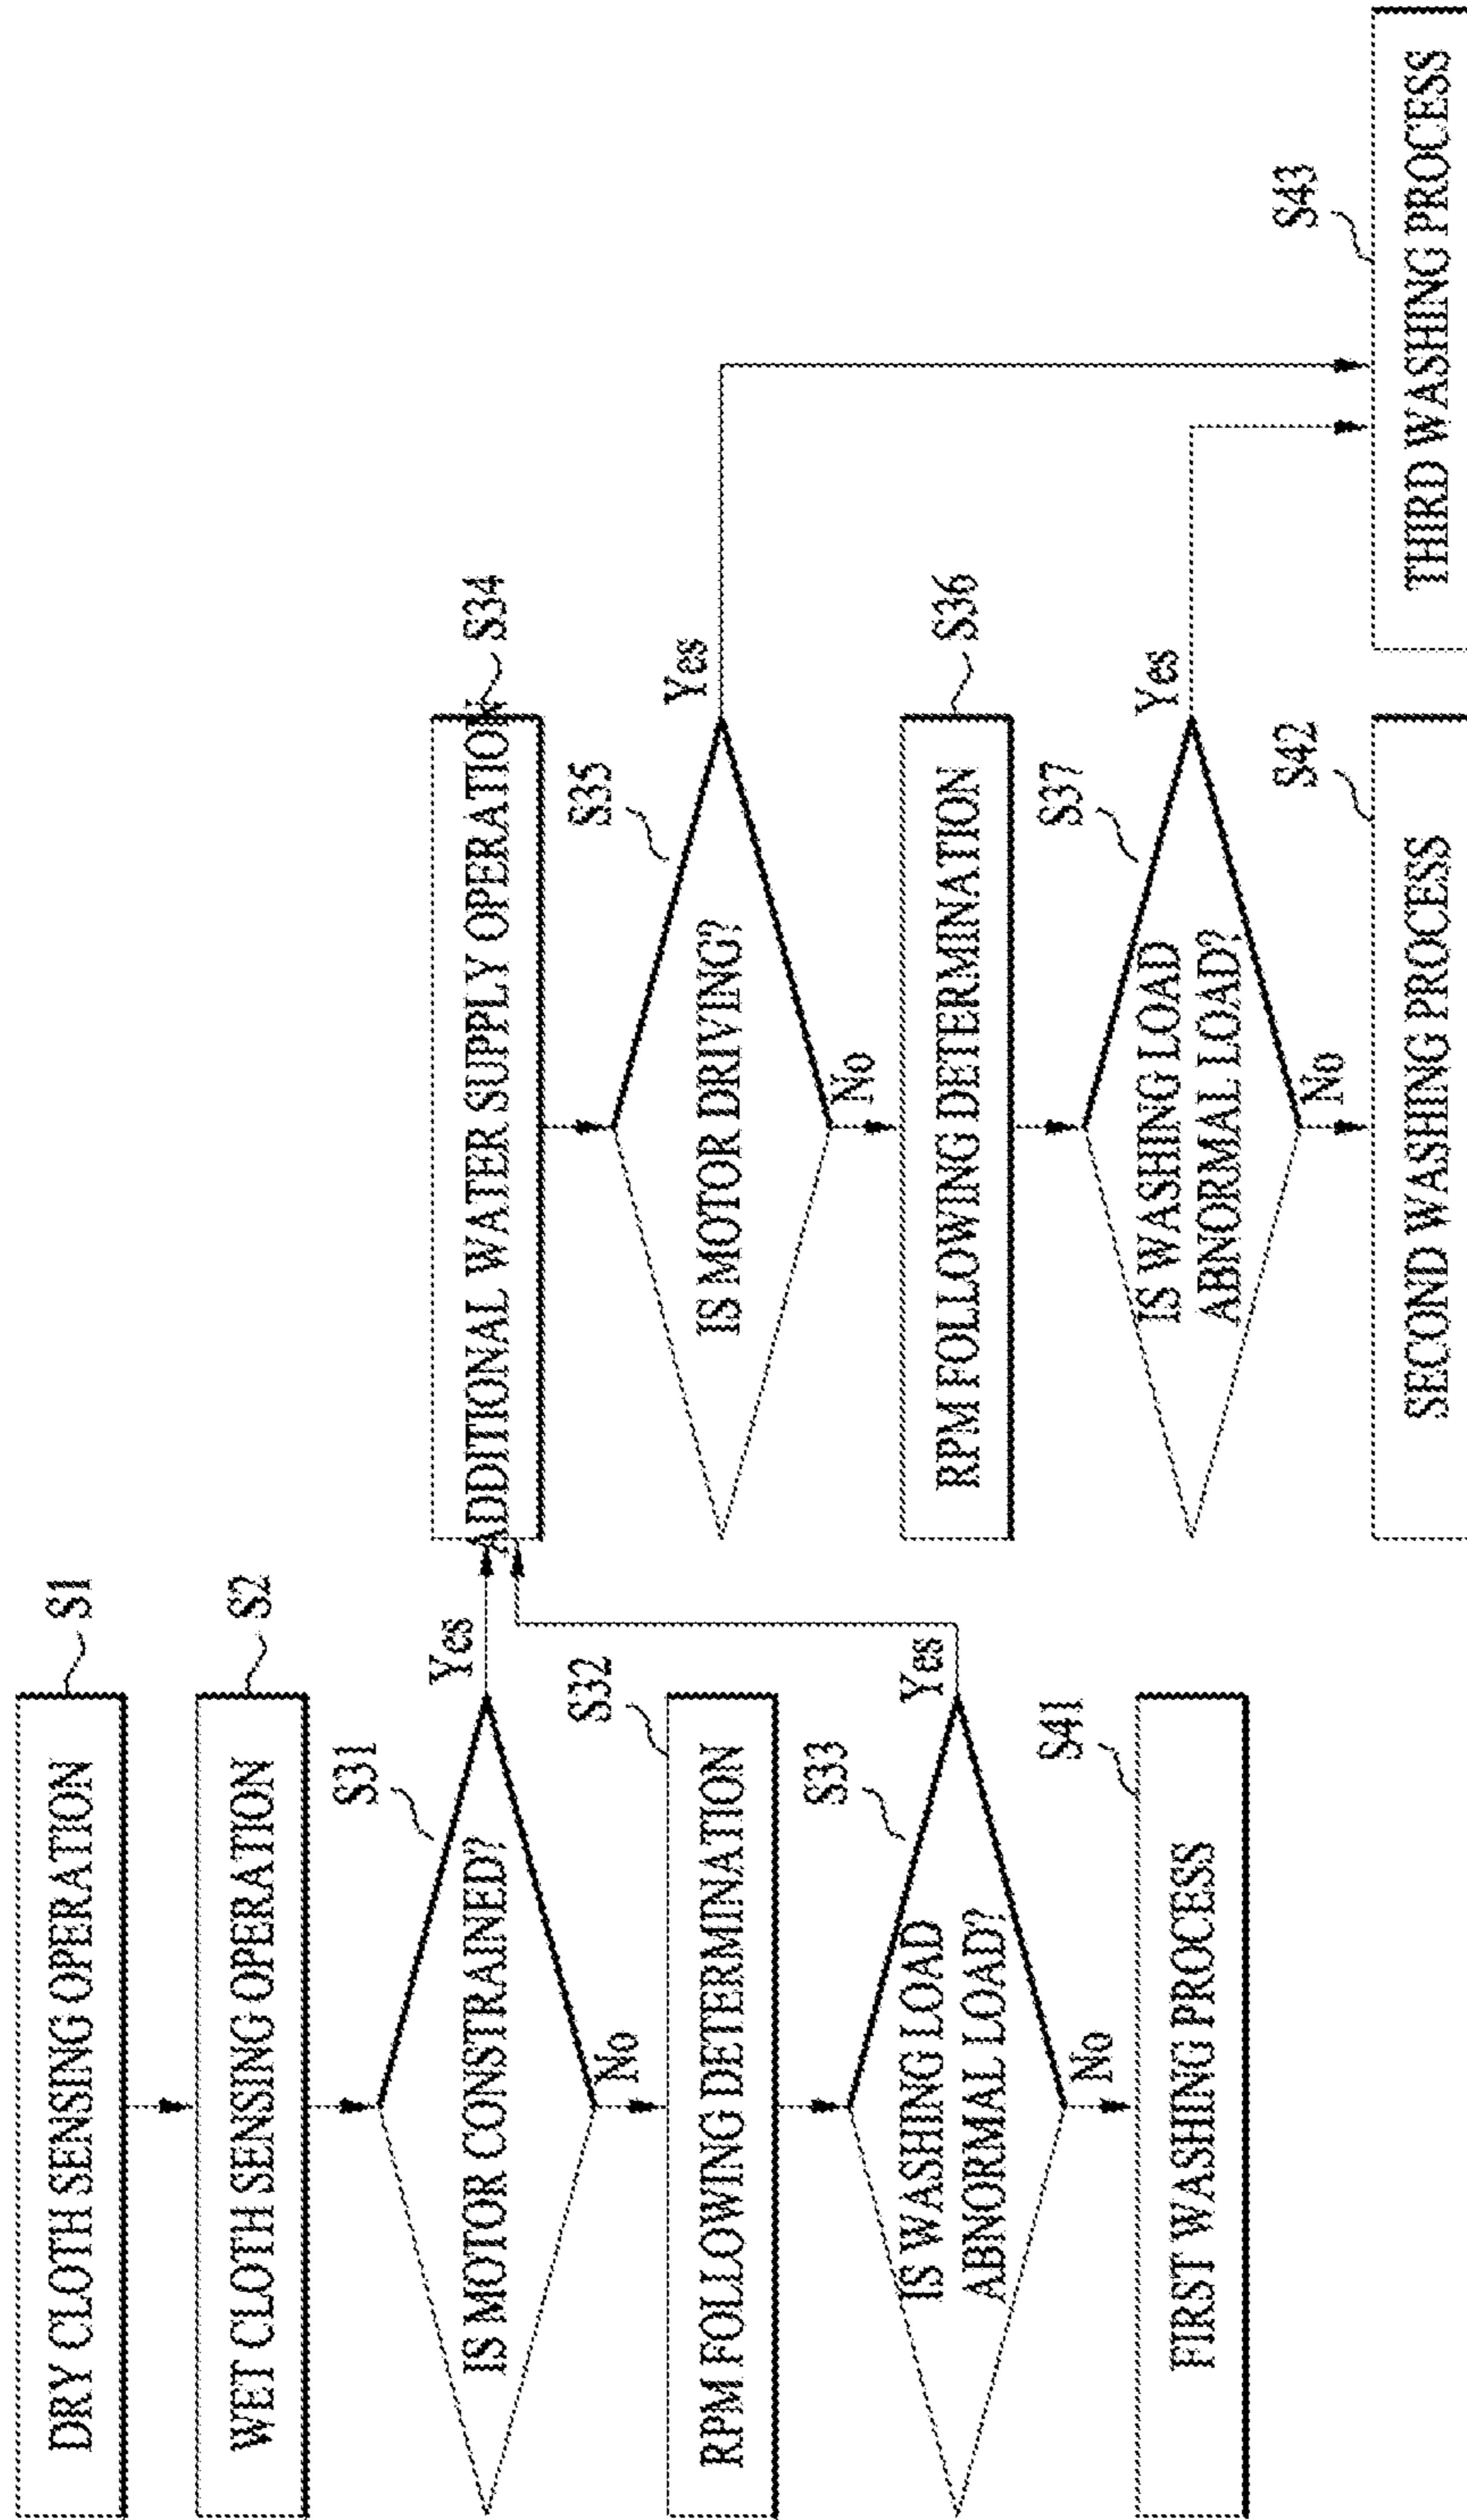 DRY CLOTH SENSING OPERATION
S1
WET CLOTH SENSING OPERATION
S2
IS MOTOR CONSTRAINED?
S31
Yes
No
RPM FOLLOWING DETERMINATION
S32
IS WASHING LOAD
ABNORMAL LOAD?
S33
Yes
No
FIRST WASHING PROCESS
S41
ADDITIONAL WATER SUPPLY OPERATION
S34
IS MOTOR DRIVING?
S35
Yes
No
RPM FOLLOWING DETERMINATION
S36
IS WASHING LOAD
ABNORMAL LOAD?
S37
Yes
No
SECOND WASHING PROCESS
S42
THIRD WASHING PROCESS
S43